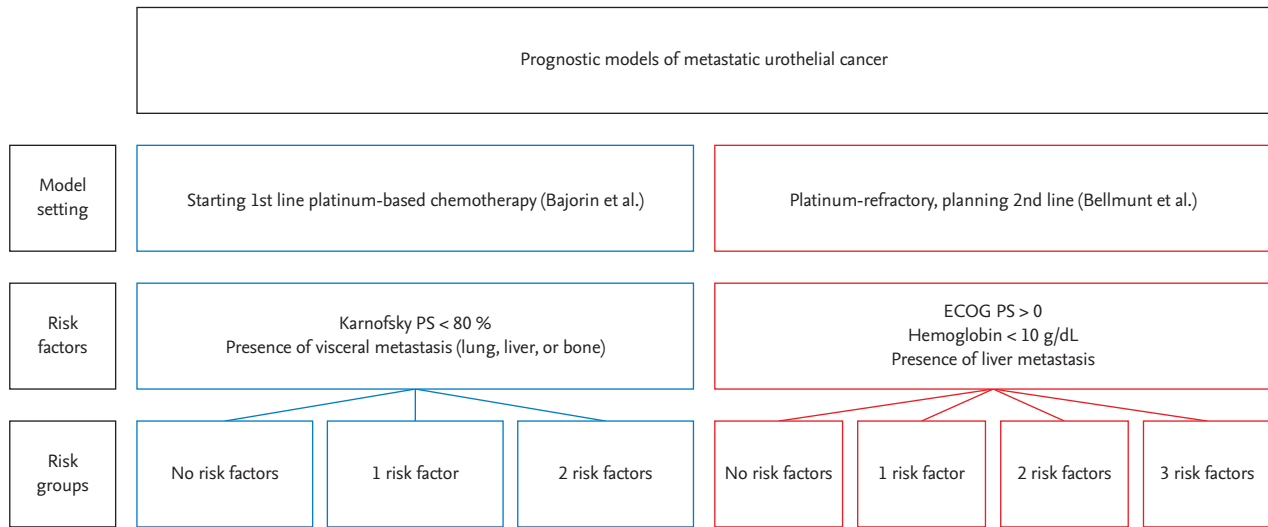 Prognostic models of metastatic urothelial cancer
Model
setting
Starting 1st line platinum-based chemotherapy (Bajorin et al.)
Platinum-refractory, planning 2nd line (Bellmunt et al.)
Risk
factors
Karnofsky PS < 80 %
Presence of visceral metastasis (lung, liver, or bone)
ECOG PS > 0
Hemoglobin < 10 g/dL
Presence of liver metastasis
Risk
groups
No risk factors
1 risk factor
2 risk factors
No risk factors
1 risk factor
2 risk factors
3 risk factors